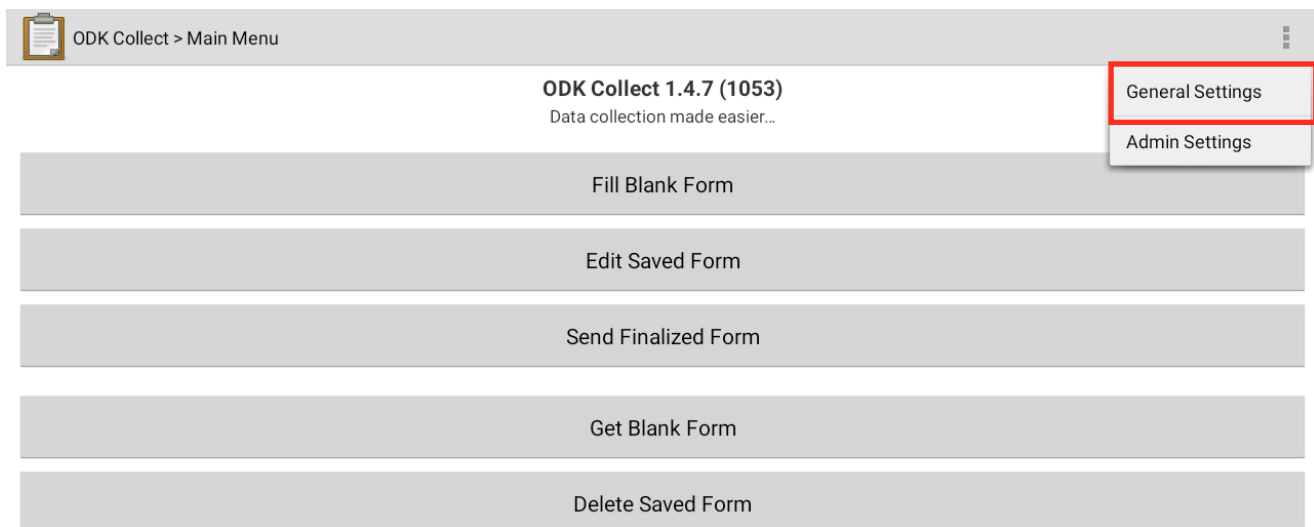 ODK Collect > Main Menu
ODK Collect 1.4.7 (1053)
Data collection made easier...
General Settings
Admin Settings
Fill Blank Form
Edit Saved Form
Send Finalized Form
Get Blank Form
Delete Saved Form